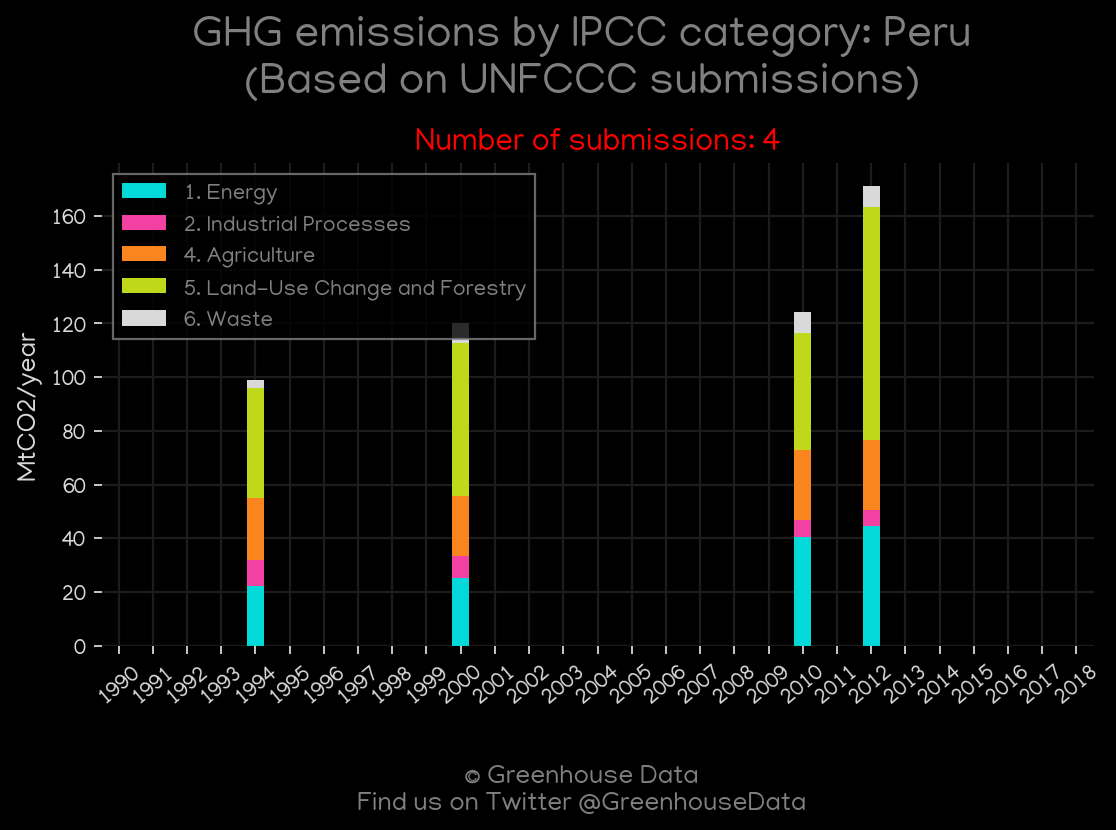 GHG emissions by IPCC category: Peru
(Based on UNFCCC submissions)
Number of submissions: 4
1. Energy
2. Industrial Processes
4. Agriculture
5. Land-Use Change and Forestry
6. Waste
MtCO2/year
160
140
120
100
80
60
40
20
0
1990 1991 1992 1993 1994 1995 1996 1997 1998 1999 2000 2001 2002 2003 2004 2005 2006 2007 2008 2009 2010 2011 2012 2013 2014 2015 2016 2017 2018
© Greenhouse Data
Find us on Twitter @GreenhouseData